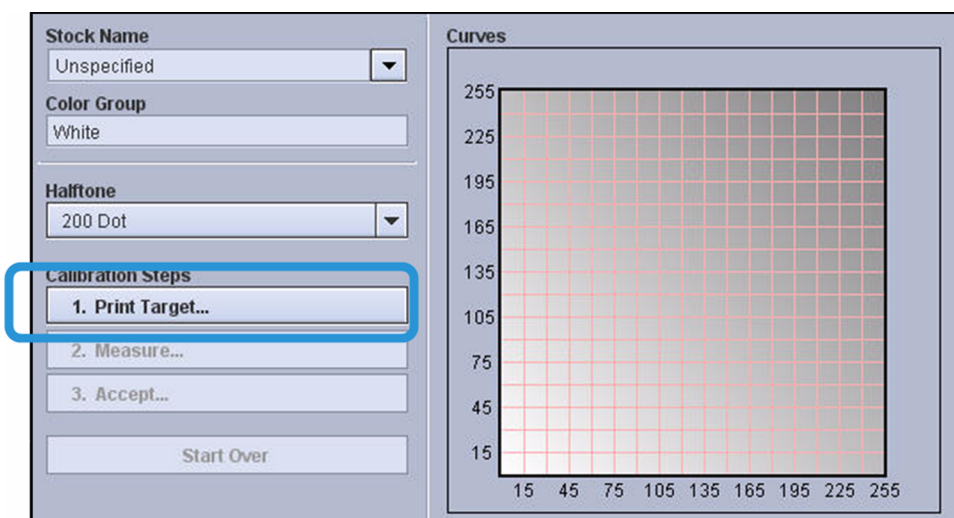 Stock Name
Unspecified
Color Group
White
Halftone
200 Dot
Calibration Steps
1. Print Target...
2. Measure...
3. Accept...
Start Over
Curves
255
225
195
165
135
105
75
45
15
15 45 75 105 135 165 195 225 255